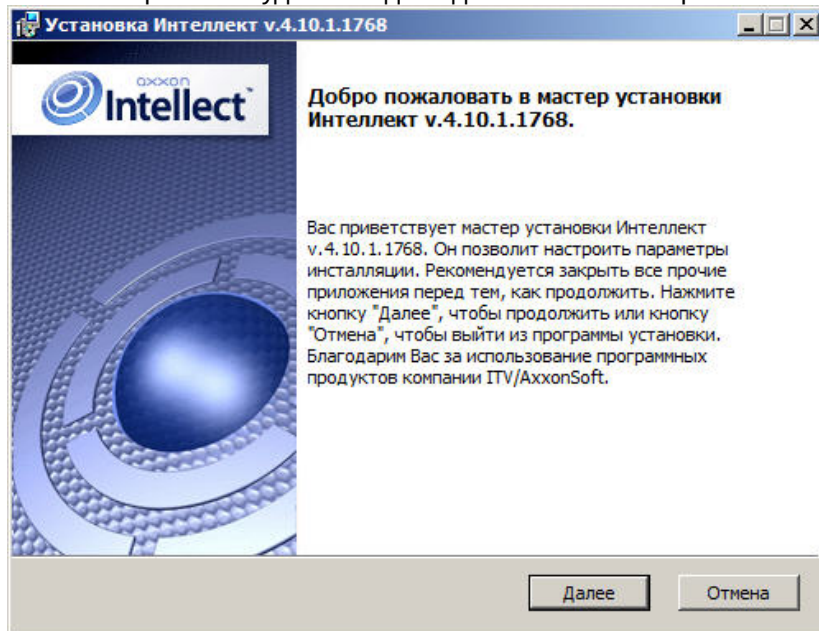 Установка Интеллект v.4.10.1.1768
axxon
Intellect
Добро пожаловать в мастер установки
Интеллект v.4.10.1.1768.
Вас приветствует мастер установки Интеллект
v.4.10.1.1768. Он позволит настроить параметры
инсталляции. Рекомендуется закрыть все прочие
приложения перед тем, как продолжить. Нажмите
кнопку "Далее", чтобы продолжить или кнопку
"Отмена", чтобы выйти из программы установки.
Благодарим Вас за использование программных
продуктов компании ITV/AxxonSoft.
Далее
Отмена